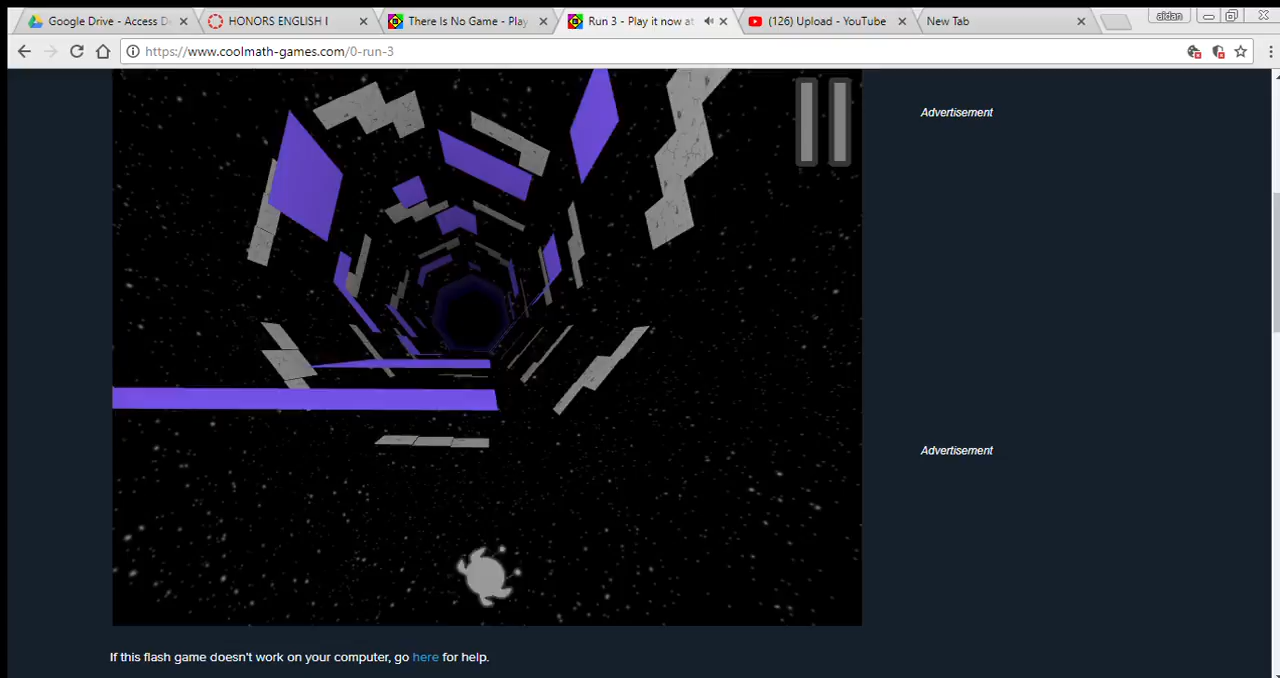 Google Drive - Access D
HONORS ENGLISH I
There Is No Game - Play
Run 3 - Play it now at
(126) Upload - YouTube
New Tab
aidan
https://www.coolmath-games.com/0-run-3
Advertisement
Advertisement
If this flash game doesn't work on your computer, go here for help.